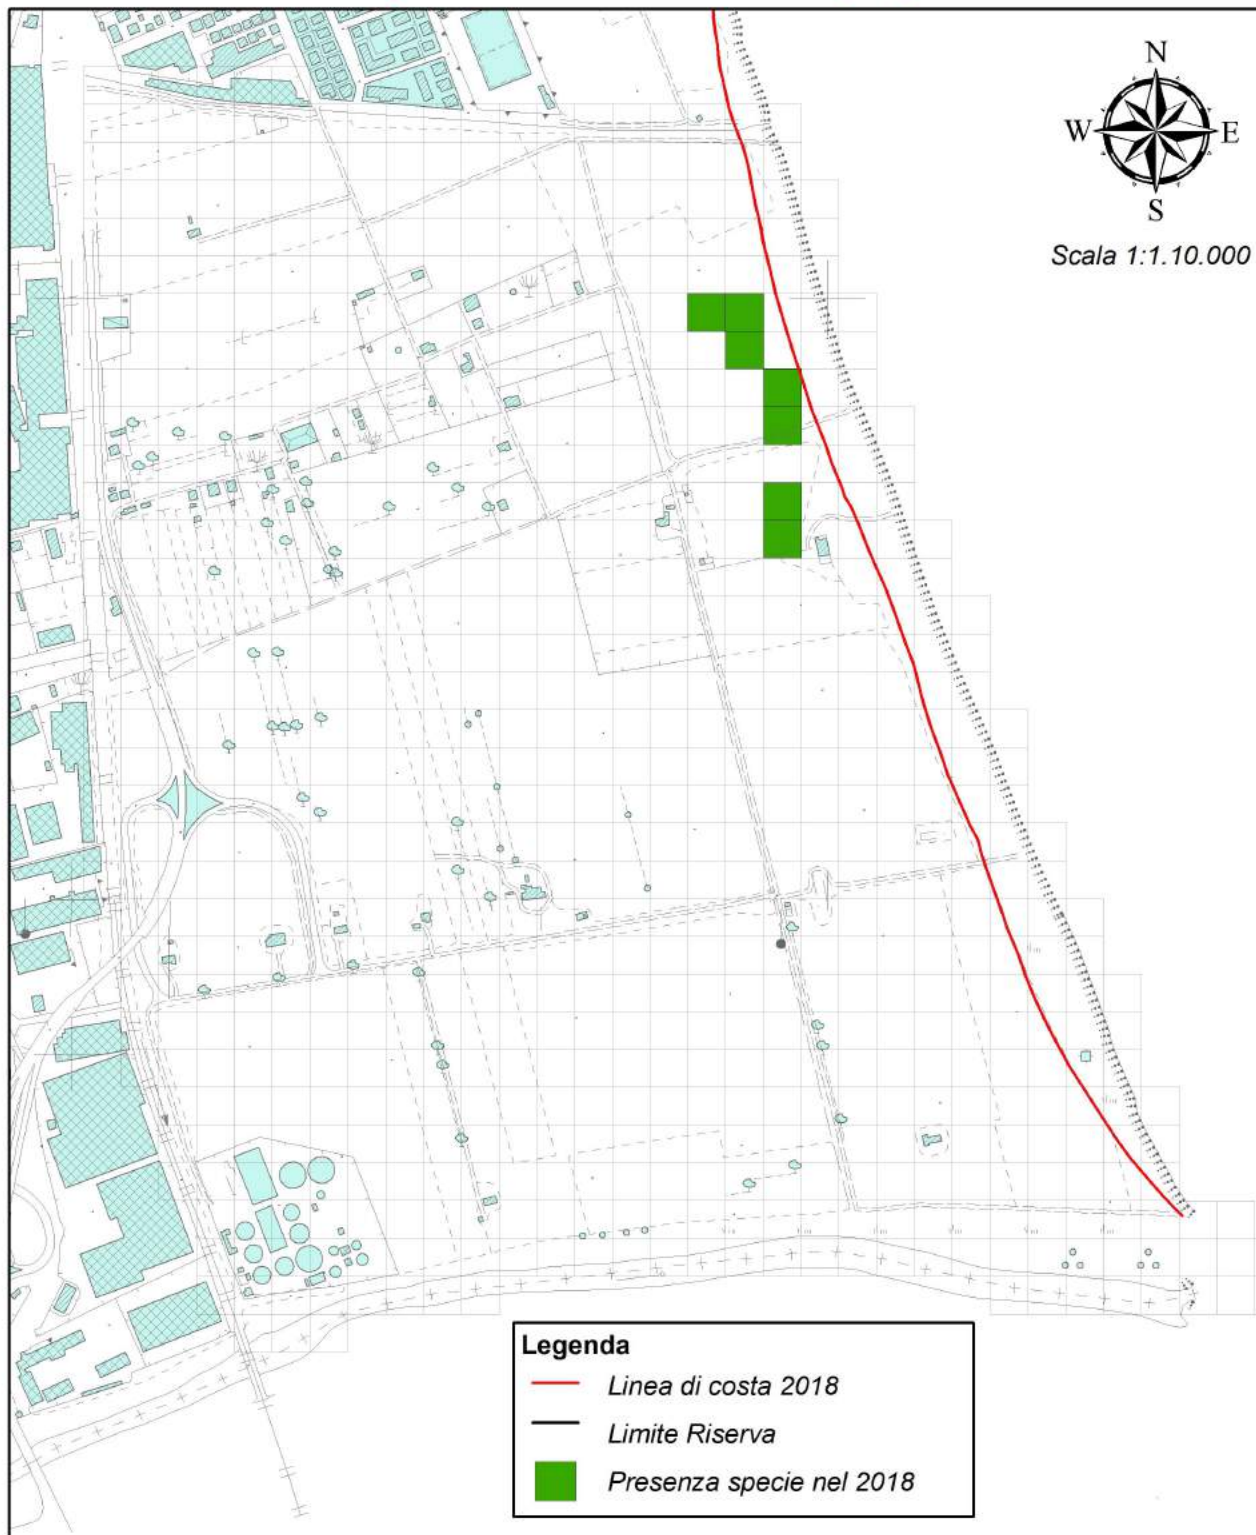 N
W E
S
Scala 1:1.10.000
Legenda
Linea di costa 2018
Limite Riserva
Presenza specie nel 2018